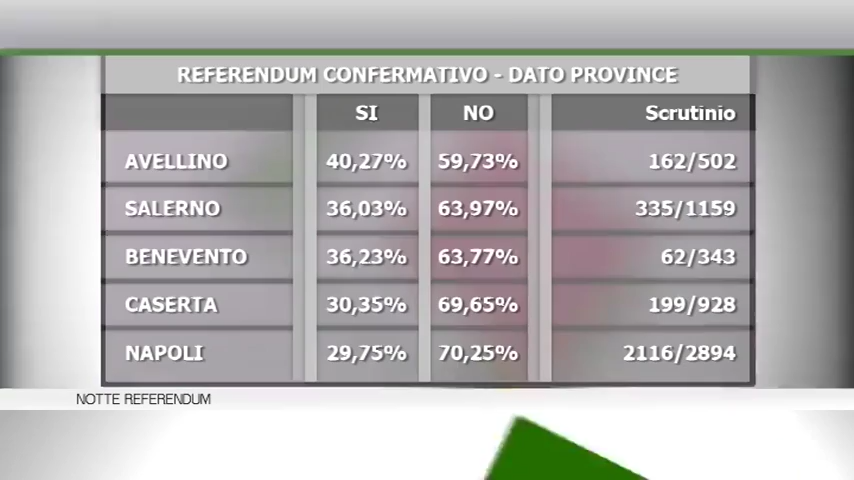 REFERENDUM CONFERMATIVO - DATO PROVINCE
SI NO Scrutinio
AVELLINO 40,27% 59,73% 162/502
SALERNO 36,03% 63,97% 335/1159
BENEVENTO 36,23% 63,77% 62/343
CASERTA 30,35% 69,65% 199/928
NAPOLI 29,75% 70,25% 2116/2894
NOTTE REFERENDUM